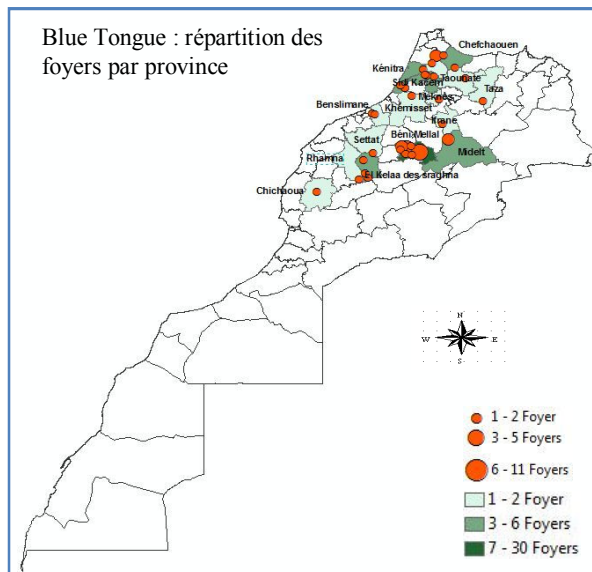 Blue Tongue : répartition des
foyers par province
Chefchaouen
Kénitra
Taounate
Sidi Kacem
Taza
Meknès
Khémisset
Benslimane
Ifrane
Settat
Béni Mellal
Midelt
Rhamna
El Kelaa des sraghna
Chichaoua
N
W
E
S
1 - 2 Foyer
3 - 5 Foyers
6 - 11 Foyers
1 - 2 Foyer
3 - 6 Foyers
7 - 30 Foyers